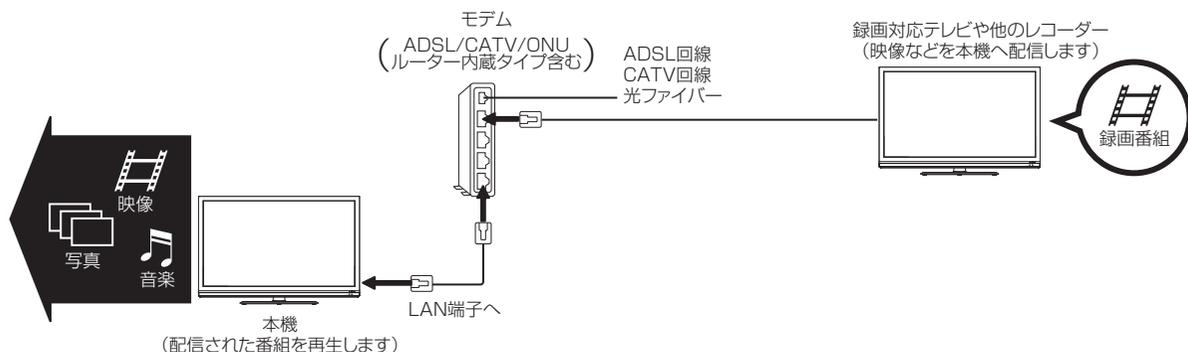 モデム
(ADSL/CATV/ONU
ルーター内蔵タイプ含む)
ADSL回線
CATV回線
光ファイバー
録画対応テレビや他のレコーダー
(映像などを本機へ配信します)
録画番組
映像
写真
音楽
LAN端子へ
本機
(配信された番組を再生します)